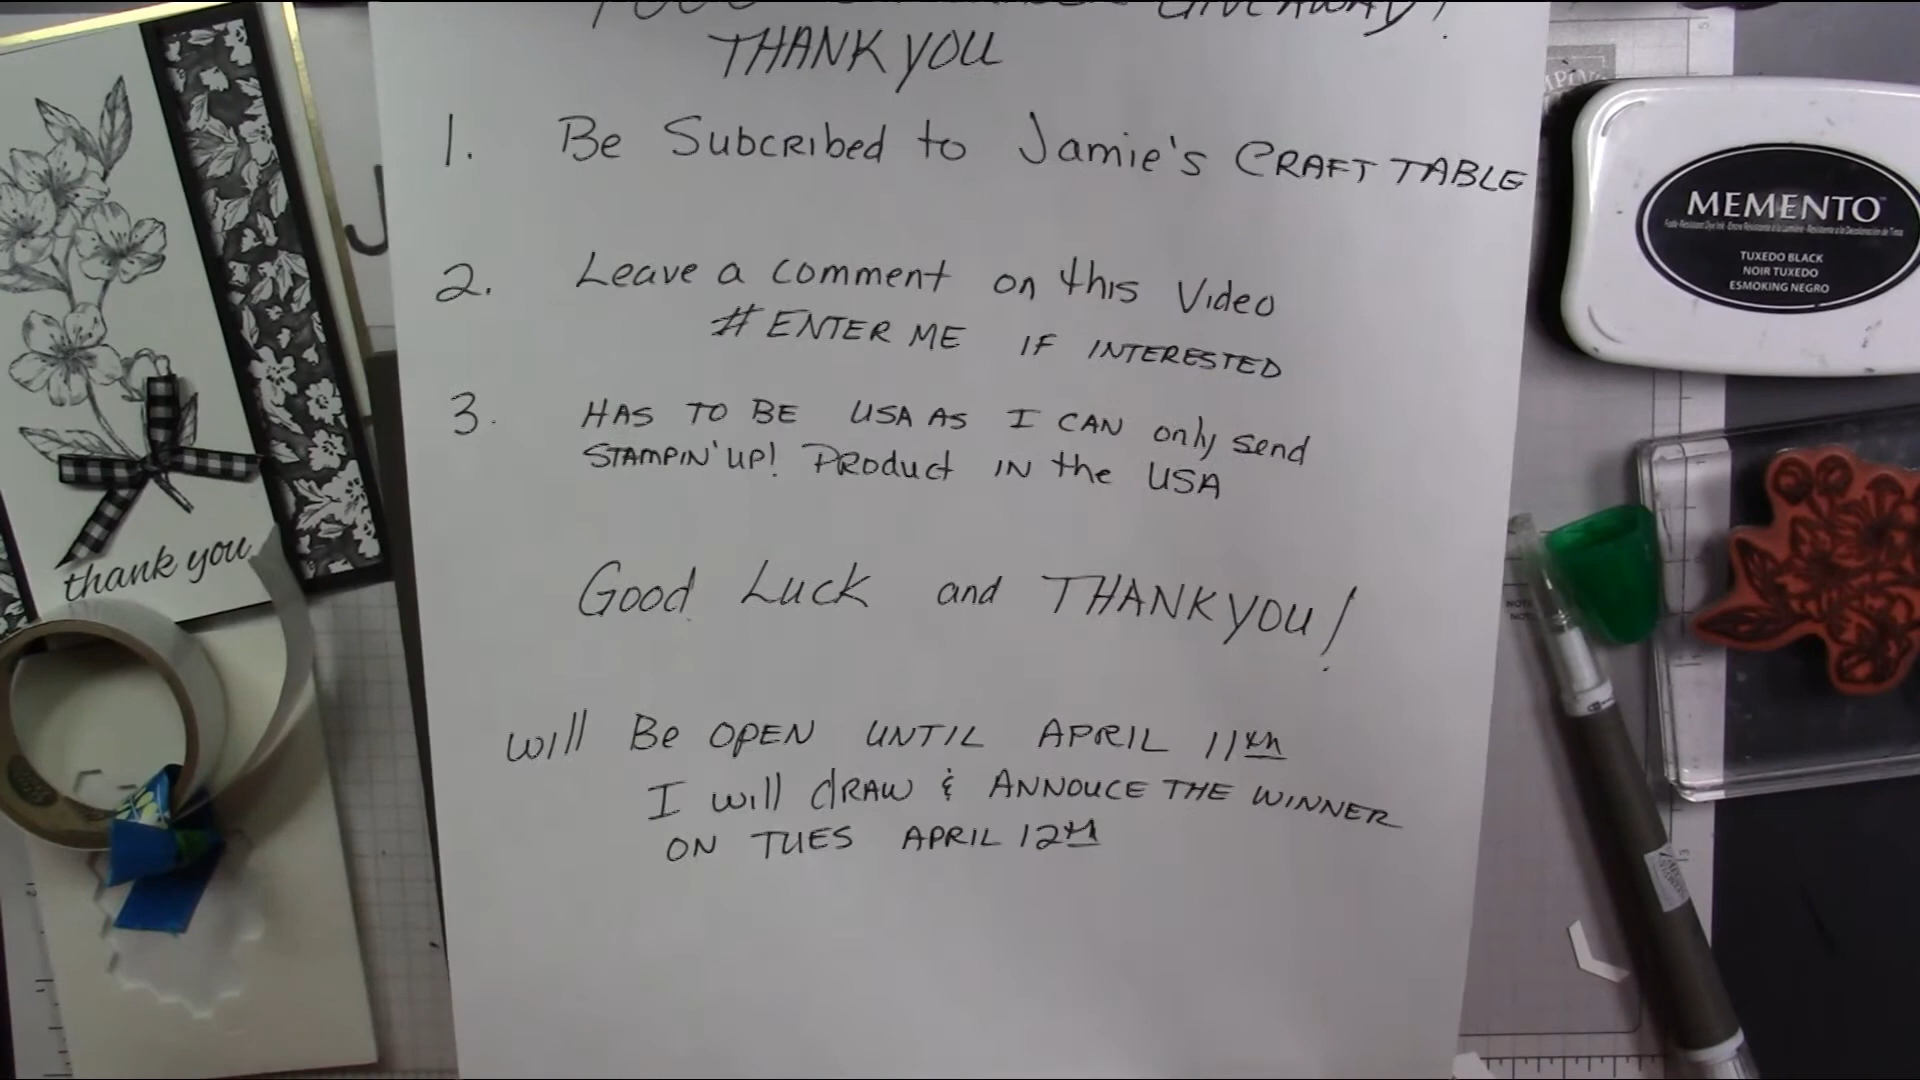 GIVEAWAY!
THANK YOU
1. Be Subcribed to Jamie's CRAFT TABLE
2. Leave a comment on this Video
# ENTER ME IF INTERESTED
3. HAS TO BE USA AS I CAN only send
STAMPIN' UP! PRoduct IN the USA
Good Luck and THANK YOU!
will Be OPEN UNTIL APRIL 11th
I will dRAW & ANNOUCE THE WINNER
ON TUES APRIL 12th
thank you
MEMENTO
TUXEDO BLACK
NOIR TUXEDO
ESMOKING NEGRO